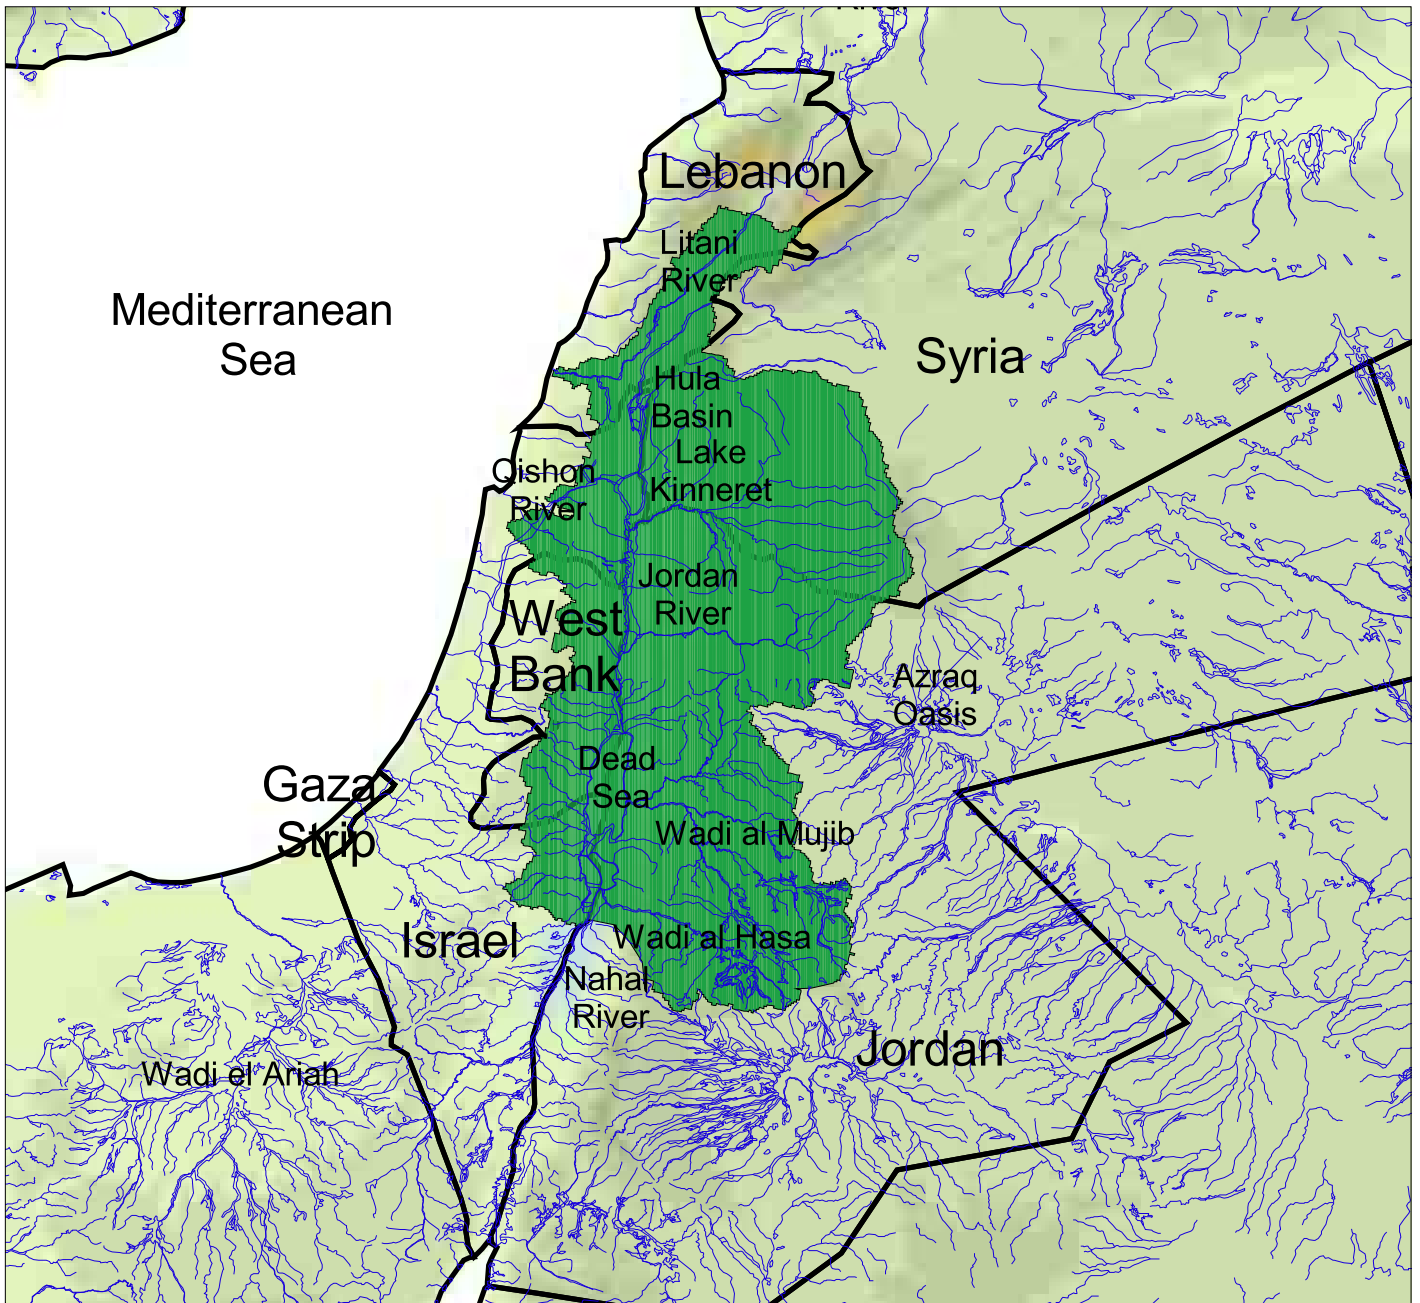 Lebanon
Litani
River
Mediterranean
Sea
Syria
Hula
Basin
Lake
Kinneret
Qishon
River
Jordan
River
West
Bank
Azraq
Oasis
Dead
Sea
Gaza
Strip
Wadi al Mujib
Israel
Wadi al Hasa
Nahal
River
Jordan
Wadi el Ariah